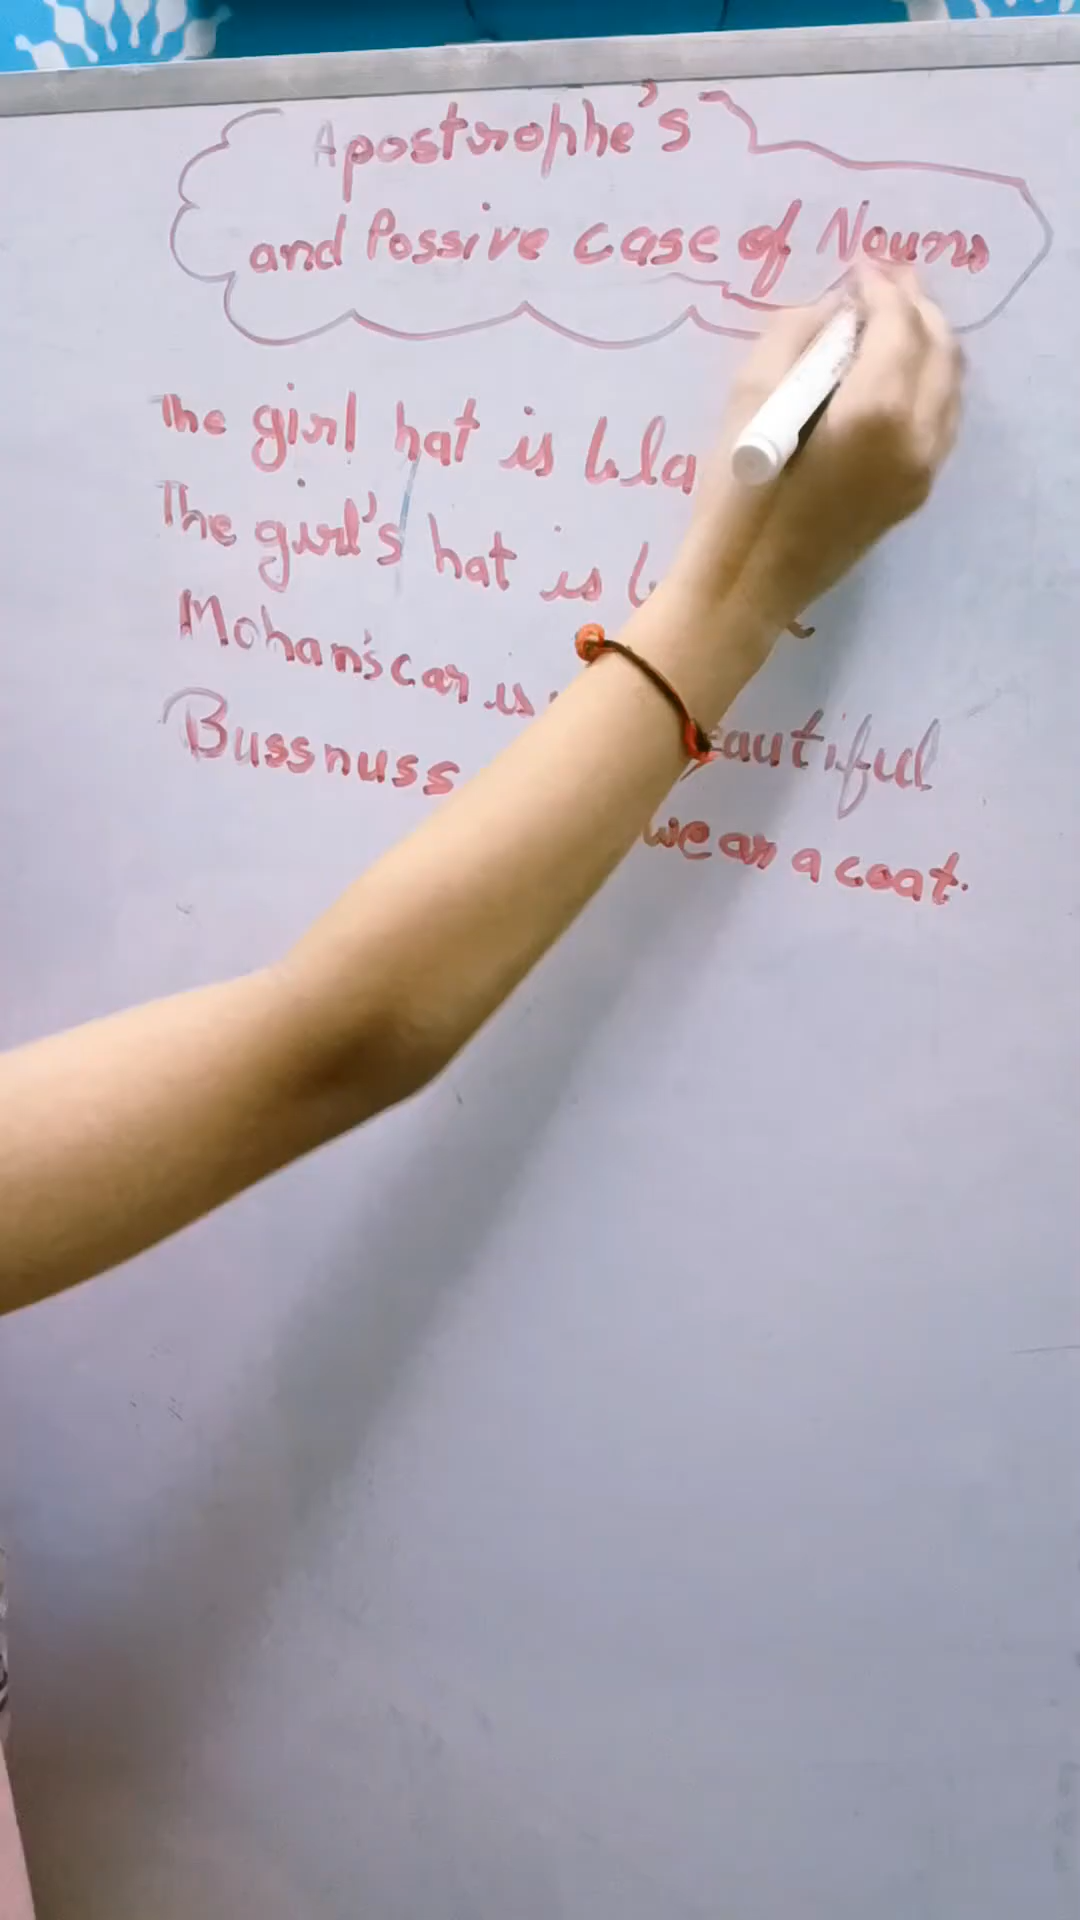 Apostrophe's
and Possive case of Nouns
The girl hat is bla
The girl's hat is b
Mohan's car is eautiful
Bussnuss wear a coat.